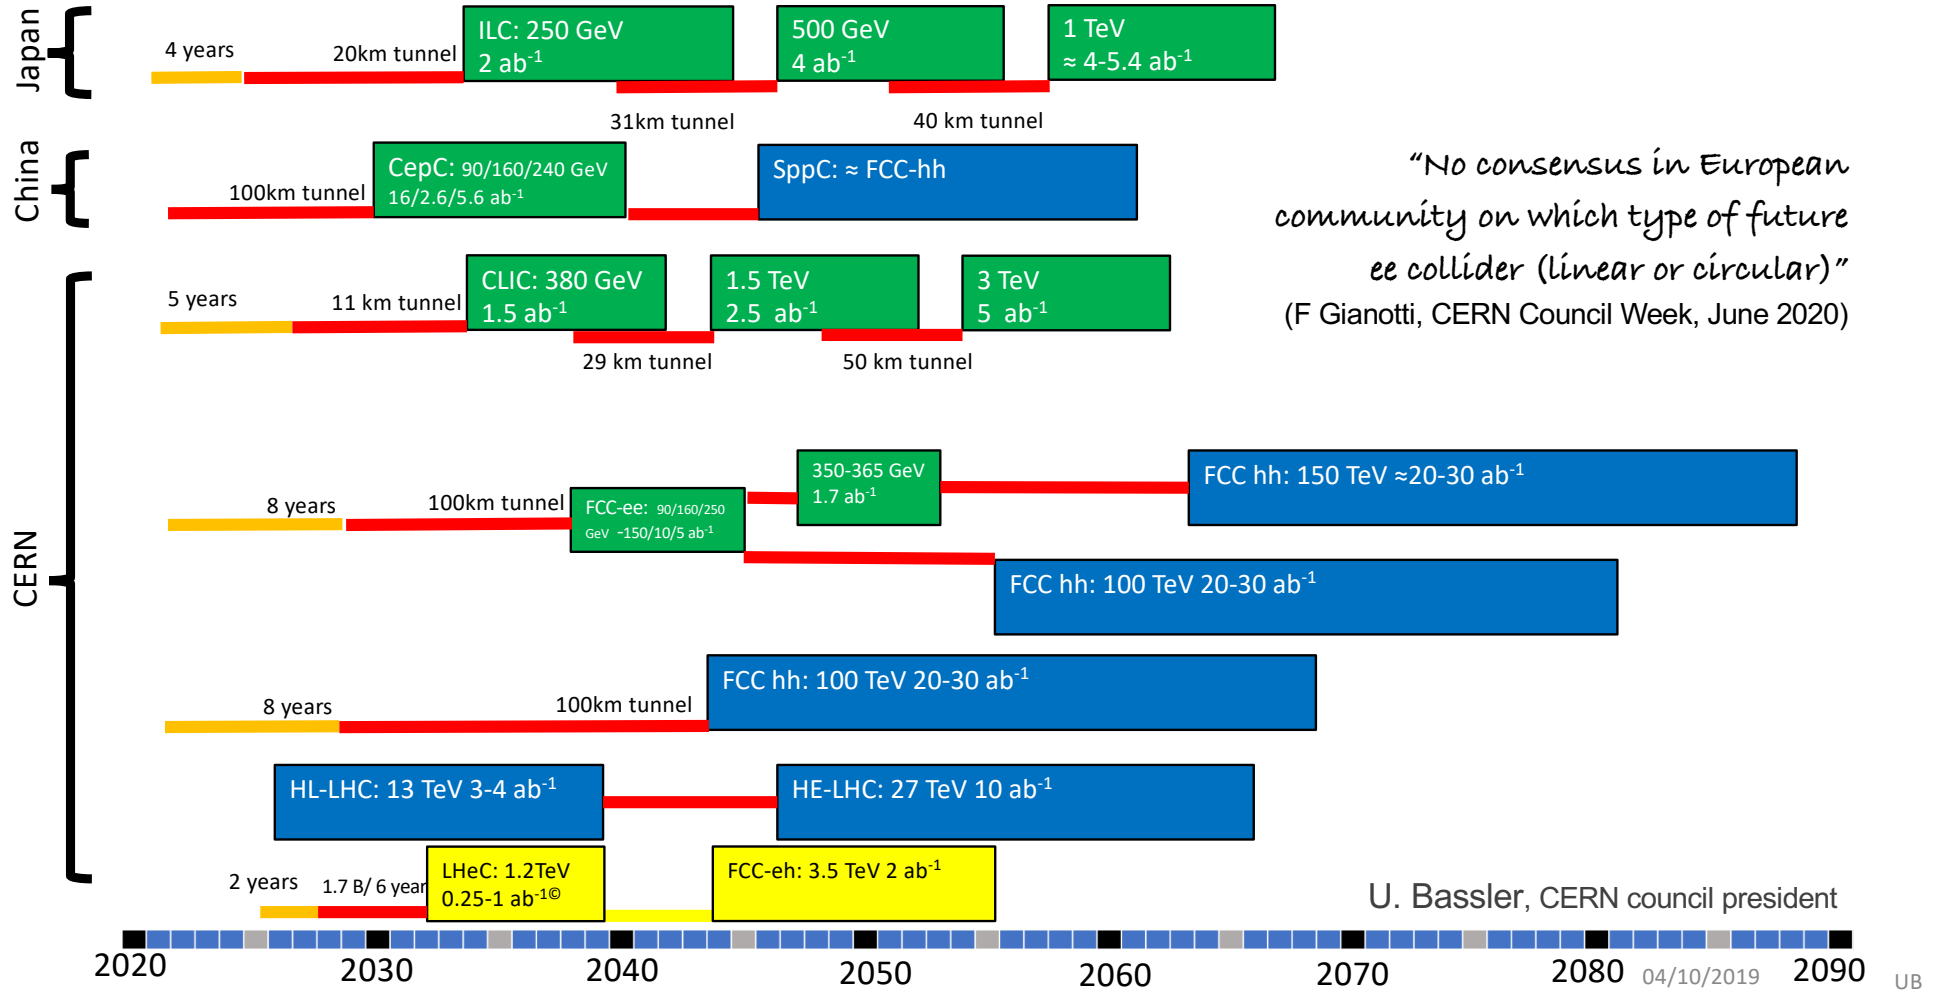 Japan
4 years
20km tunnel
ILC: 250 GeV
2 ab-1
500 GeV
4 ab-1
1 TeV
≈ 4-5.4 ab-1
31km tunnel
40 km tunnel
China
100km tunnel
CepC: 90/160/240 GeV
16/2.6/5.6 ab-1
SppC: ≈ FCC-hh
“No consensus in European
community on which type of future
ee collider (linear or circular)”
(F Gianotti, CERN Council Week, June 2020)
CERN
5 years
11 km tunnel
CLIC: 380 GeV
1.5 ab-1
1.5 TeV
2.5 ab-1
3 TeV
5 ab-1
29 km tunnel
50 km tunnel
8 years
100km tunnel
FCC-ee: 90/160/250
GeV -150/10/5 ab-1
350-365 GeV
1.7 ab-1
FCC hh: 150 TeV ≈20-30 ab-1
FCC hh: 100 TeV 20-30 ab-1
8 years
100km tunnel
FCC hh: 100 TeV 20-30 ab-1
HL-LHC: 13 TeV 3-4 ab-1
HE-LHC: 27 TeV 10 ab-1
2 years
1.7 B/ 6 year
LHeC: 1.2TeV
0.25-1 ab-1©
FCC-eh: 3.5 TeV 2 ab-1
U. Bassler, CERN council president
2020
2030
2040
2050
2060
2070
2080
04/10/2019
2090
UB